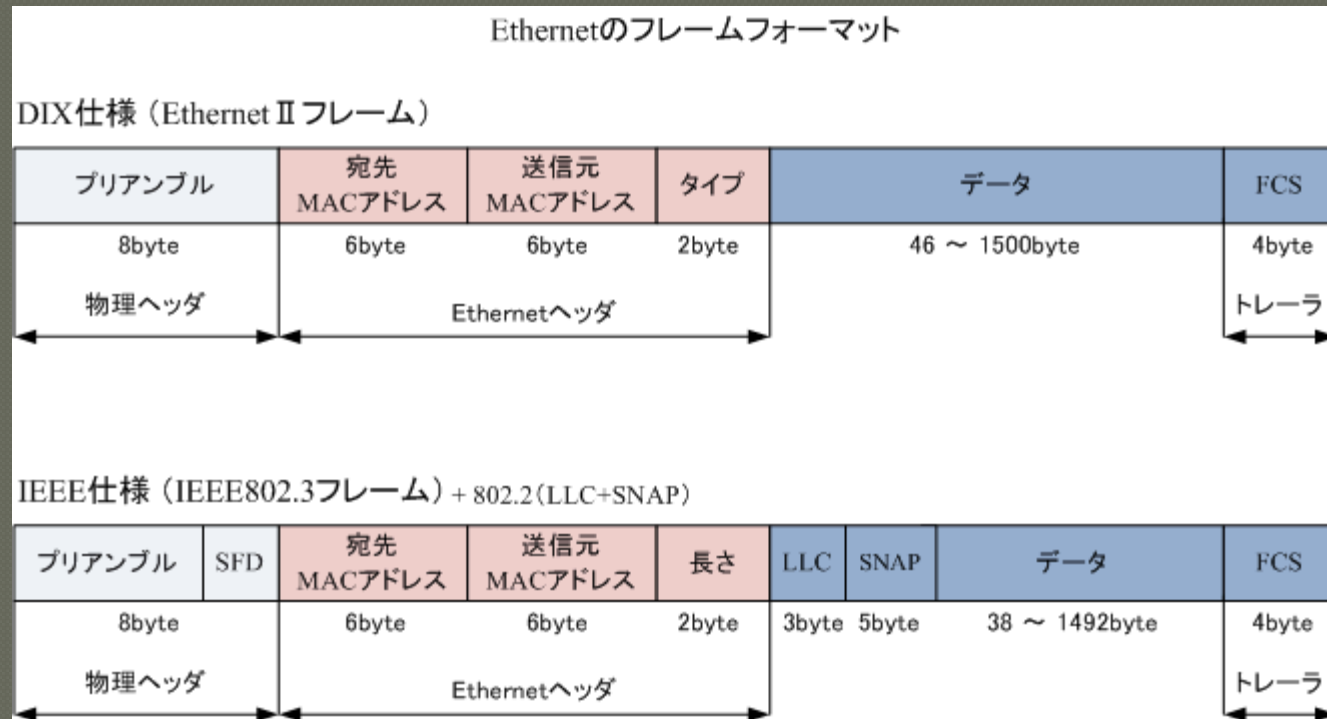 Ethernetのフレームフォーマット
DIX仕様（EthernetⅡフレーム）
プリアンブル 宛先 送信元 タイプ データ FCS
MACアドレス MACアドレス
8byte 6byte 6byte 2byte 46 ～ 1500byte 4byte
物理ヘッダ Ethernetヘッダ トレーラ
IEEE仕様（IEEE802.3フレーム）+ 802.2(LLC+SNAP)
プリアンブル SFD 宛先 送信元 長さ LLC SNAP データ FCS
MACアドレス MACアドレス
8byte 6byte 6byte 2byte 3byte 5byte 38 ～ 1492byte 4byte
物理ヘッダ Ethernetヘッダ トレーラ